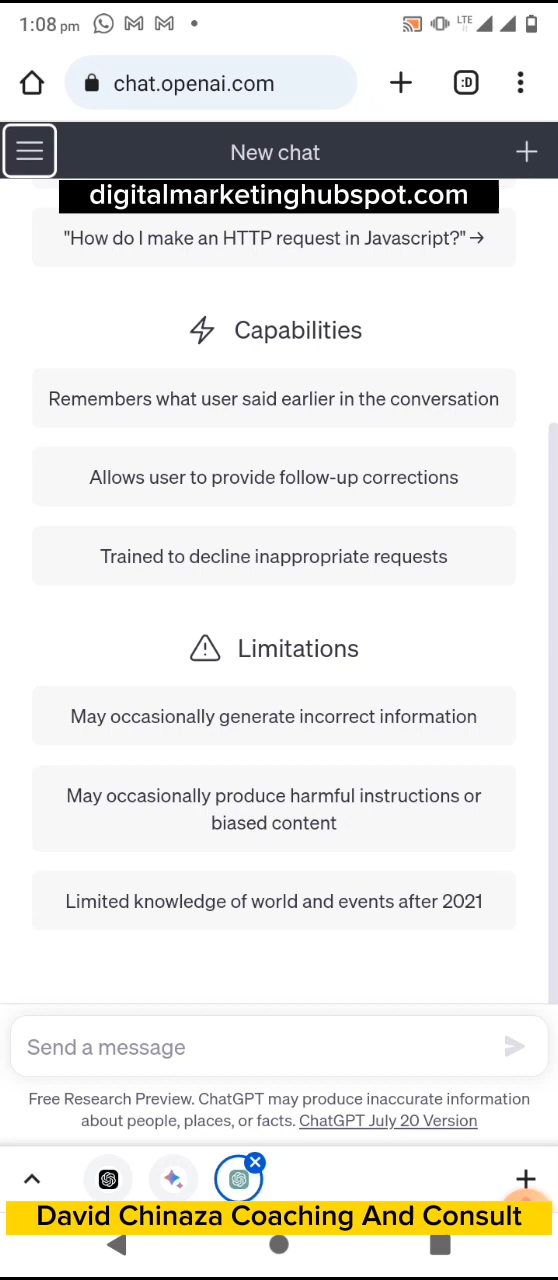 1:08 pm
LTE
chat.openai.com
:D
New chat
digitalmarketinghubspot.com
"How do I make an HTTP request in Javascript?" →
Capabilities
Remembers what user said earlier in the conversation
Allows user to provide follow-up corrections
Trained to decline inappropriate requests
Limitations
May occasionally generate incorrect information
May occasionally produce harmful instructions or
biased content
Limited knowledge of world and events after 2021
Send a message
Free Research Preview. ChatGPT may produce inaccurate information
about people, places, or facts. ChatGPT July 20 Version
David Chinaza Coaching And Consult